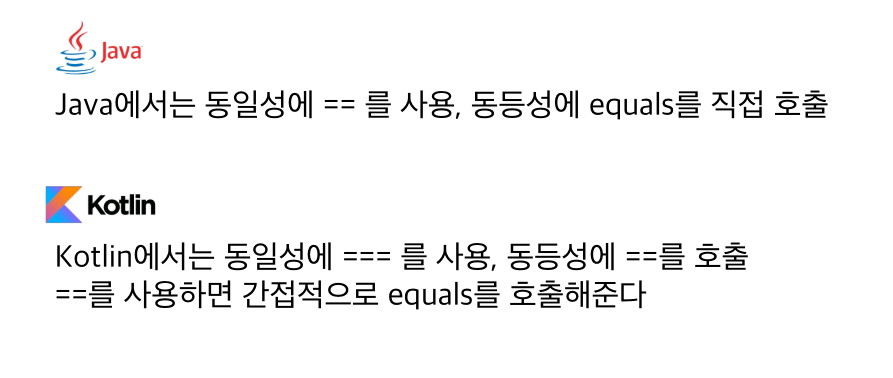 Java
Java에서는 동일성에 == 를 사용, 동등성에 equals를 직접 호출
Kotlin
Kotlin에서는 동일성에 === 를 사용, 동등성에 ==를 호출
==를 사용하면 간접적으로 equals를 호출해준다